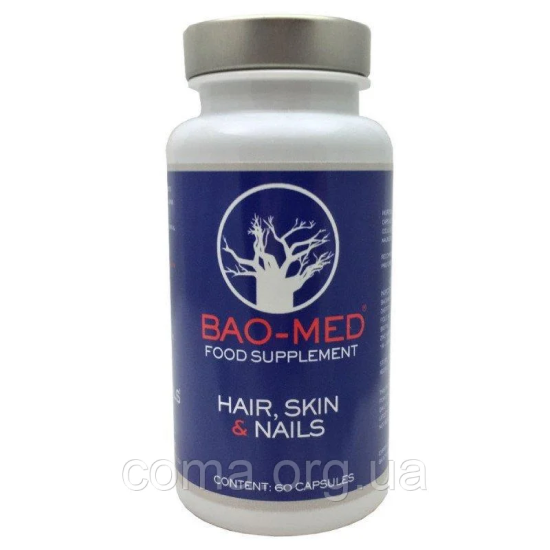 BAO-MED®
FOOD SUPPLEMENT
HAIR, SKIN
& NAILS
CONTENT: 60 CAPSULES
coma.org.ua